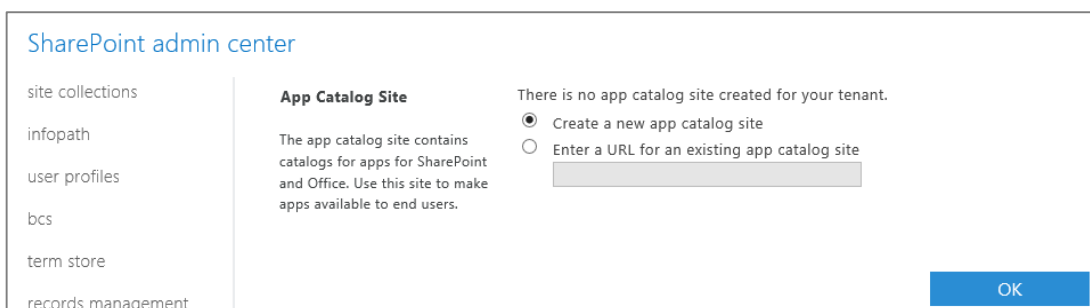 SharePoint admin center
site collections
infopath
user profiles
bcs
term store
records management
App Catalog Site
The app catalog site contains
catalogs for apps for SharePoint
and Office. Use this site to make
apps available to end users.
There is no app catalog site created for your tenant.
Create a new app catalog site
Enter a URL for an existing app catalog site
OK